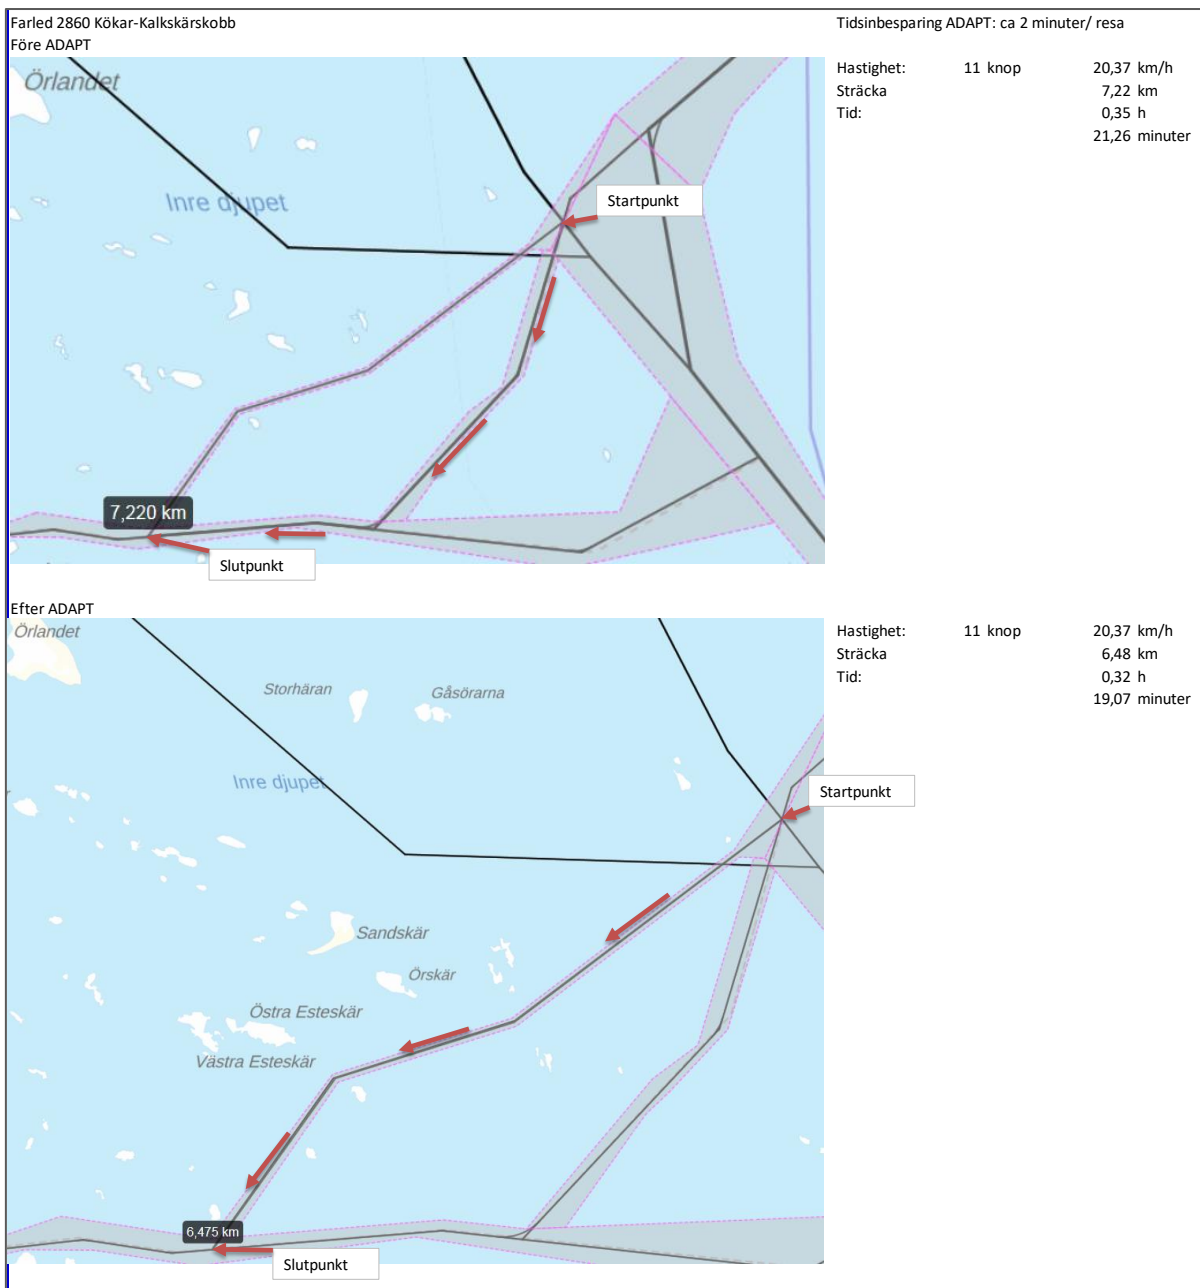 Farled 2860 Kökar-Kalkskärskobb
Tidsinbesparing ADAPT: ca 2 minuter/ resa
Före ADAPT
Hastighet: 11 knop 20,37 km/h
Sträcka 7,22 km
Tid: 0,35 h
21,26 minuter
Örlandet
Inre djupet
Startpunkt
7,220 km
Slutpunkt
Efter ADAPT
Hastighet: 11 knop 20,37 km/h
Sträcka 6,48 km
Tid: 0,32 h
19,07 minuter
Örlandet
Storhäran
Gåsörarna
Inre djupet
Startpunkt
Sandskär
Örskär
Östra Esteskär
Västra Esteskär
6,475 km
Slutpunkt